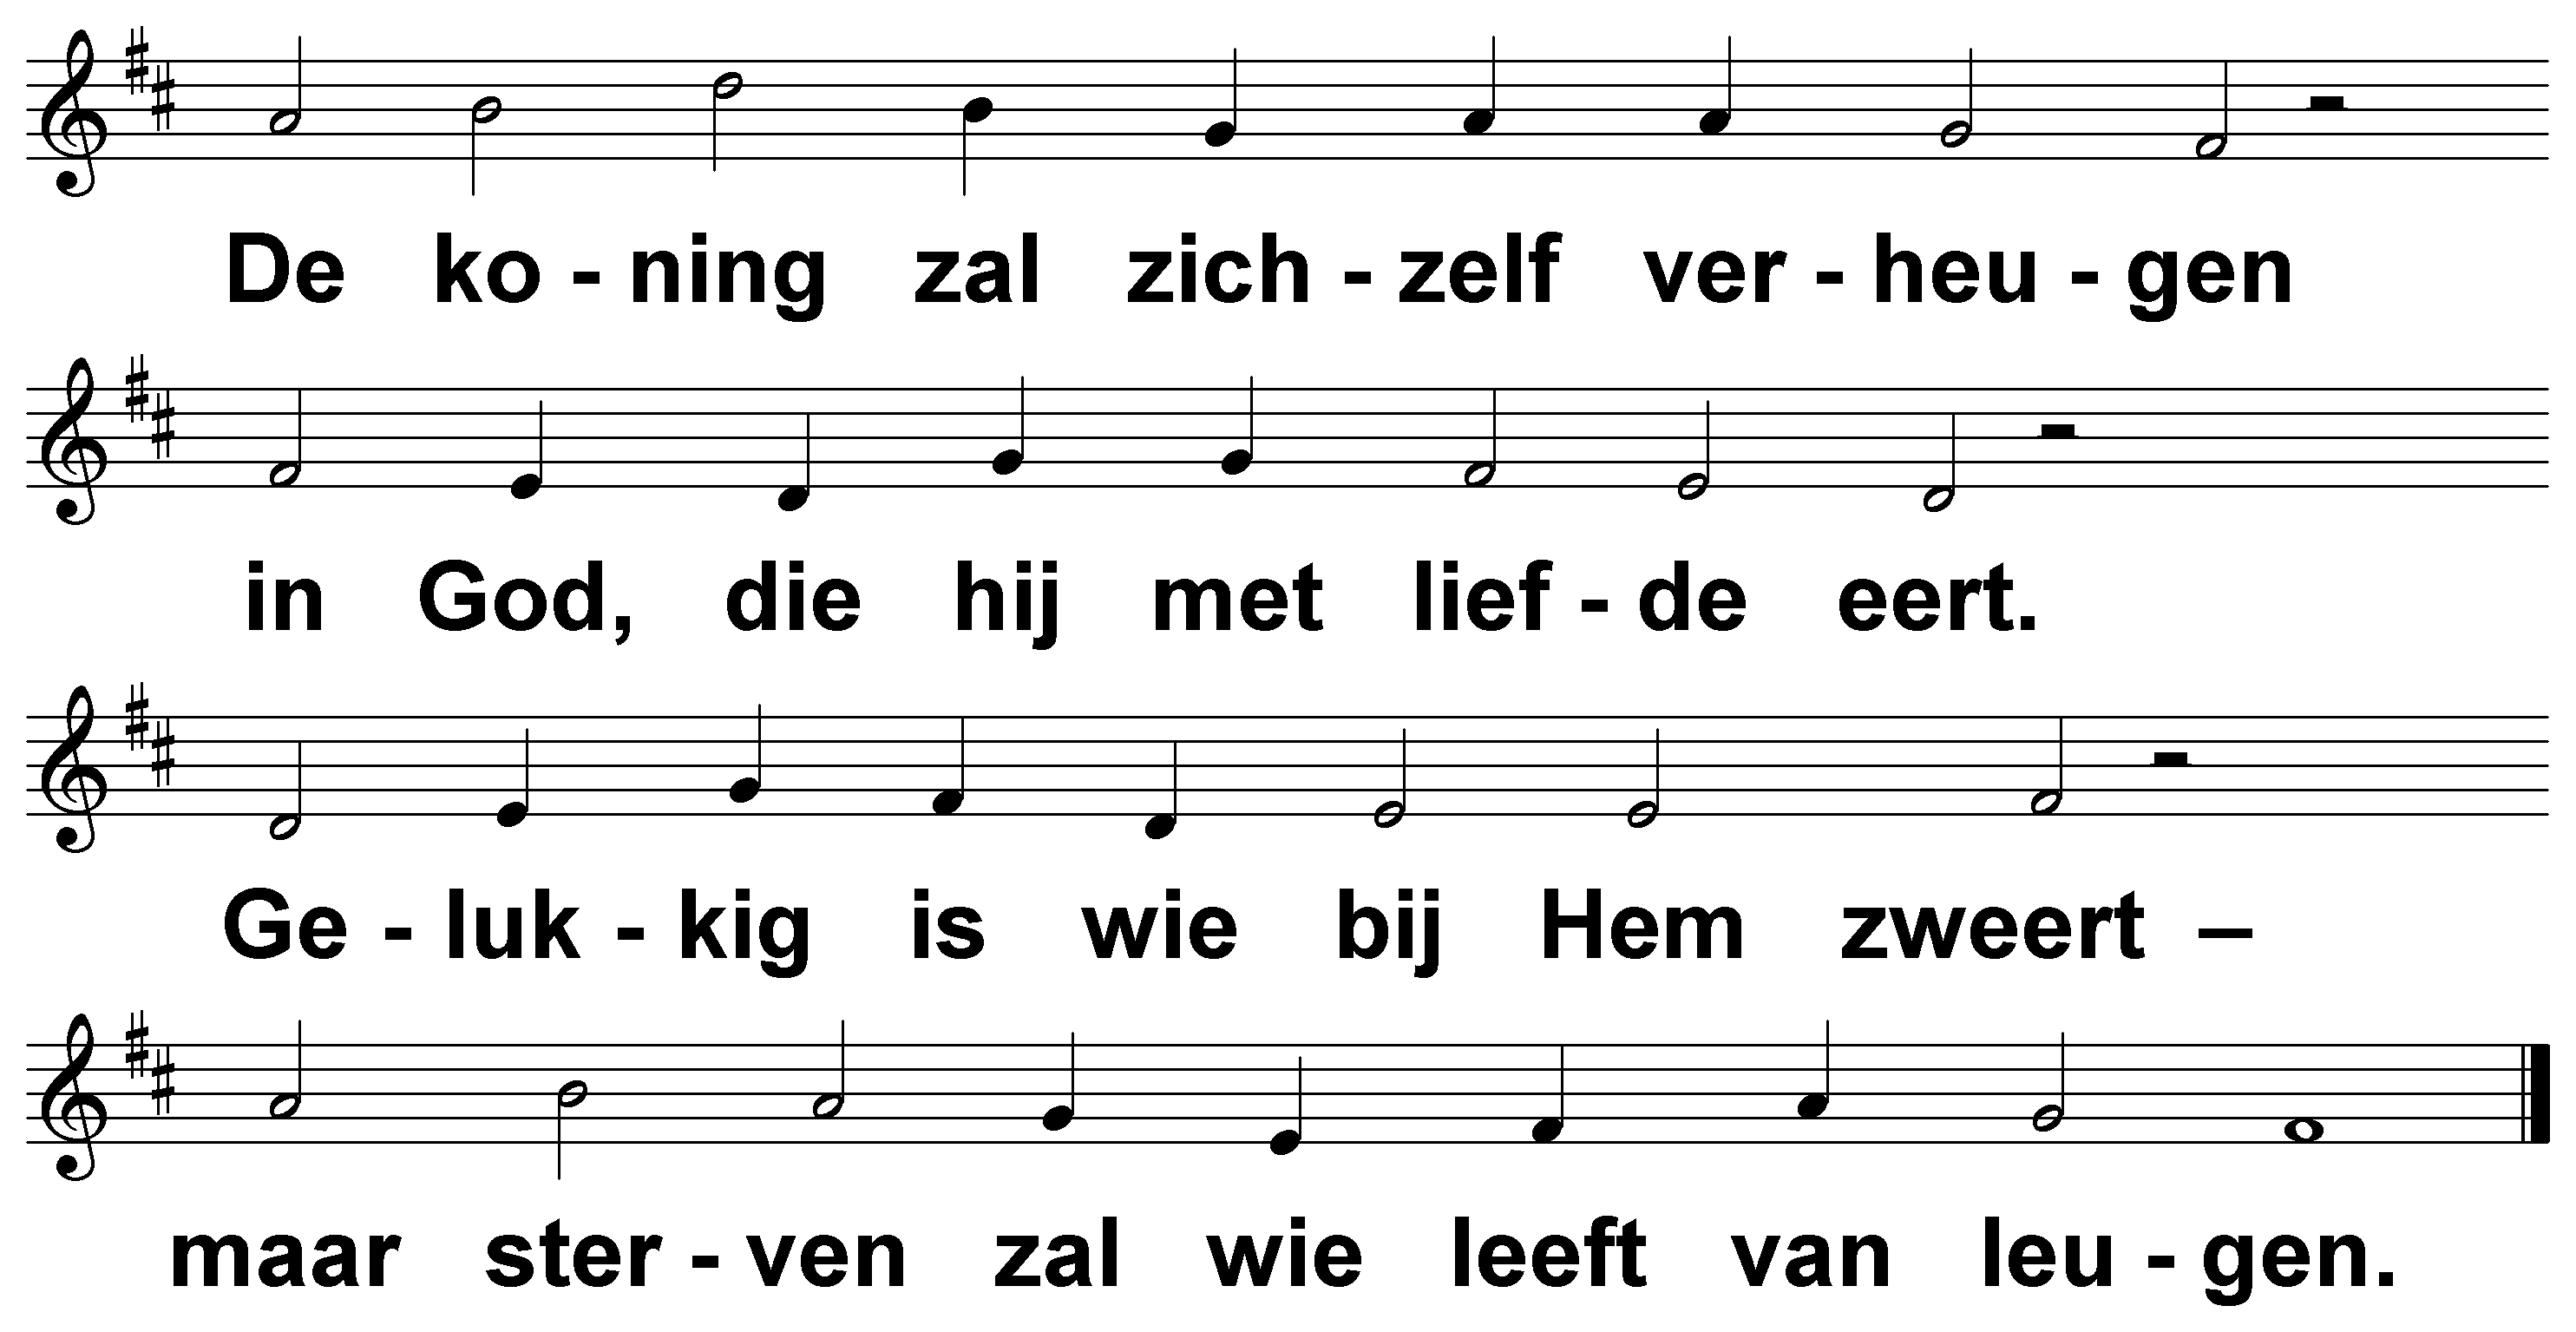 De ko - ning zal zich - zelf ver - heu - gen
in God, die hij met lief - de eert.
Ge - luk - kig is wie bij Hem zweert –
maar ster - ven zal wie leeft van leu - gen.